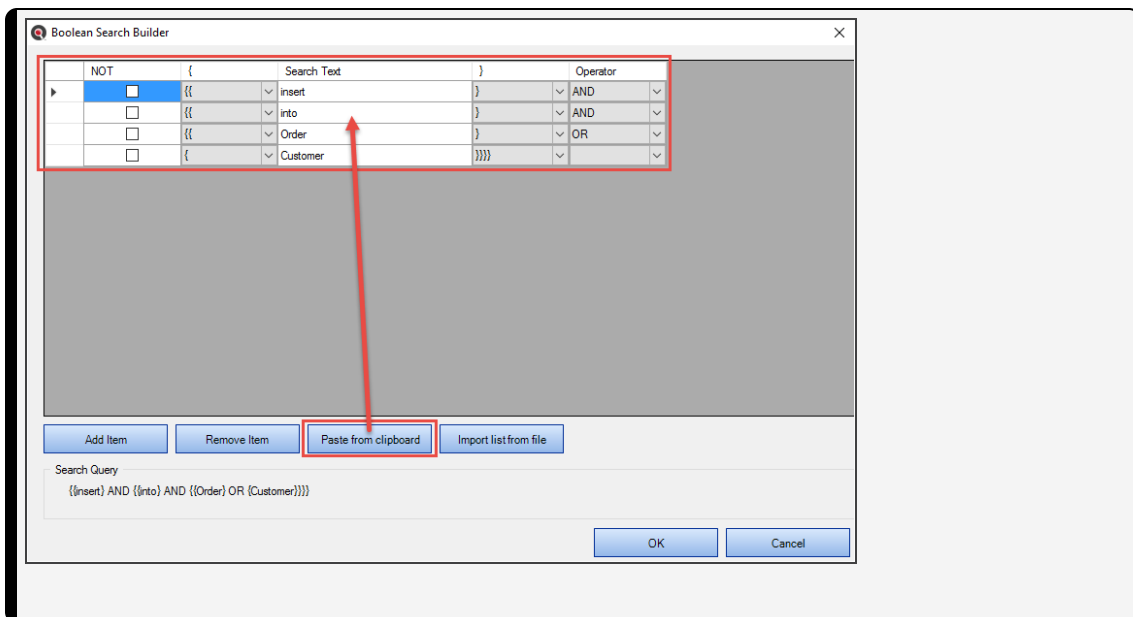 Boolean Search Builder
NOT { Search Text } Operator
{{ insert } AND
{{ into } AND
{{ Order } OR
{ Customer }}}}
Add Item Remove Item Paste from clipboard Import list from file
Search Query
{{insert} AND {{into} AND {{Order} OR {Customer}}}}
OK Cancel